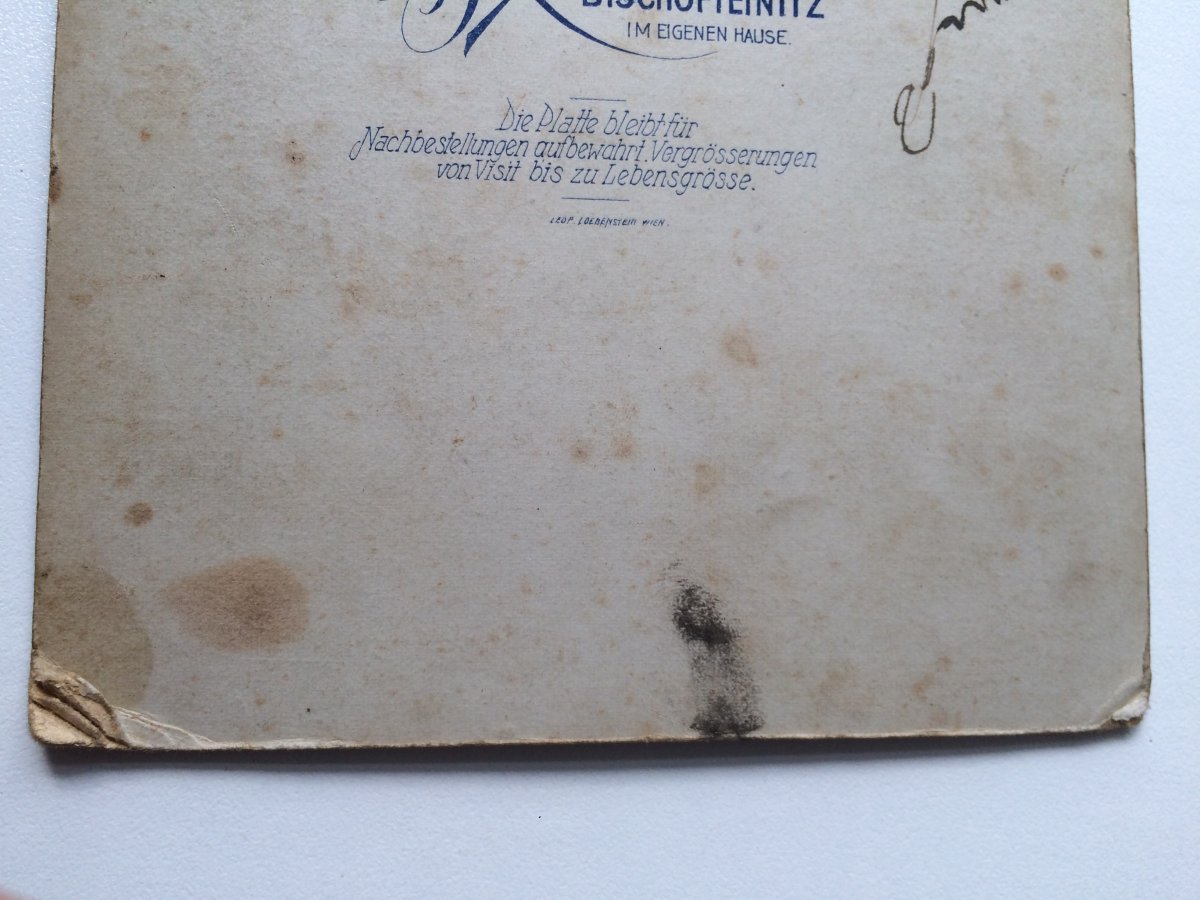 BISCHOFTEINITZ
IM EIGENEN HAUSE.
Die Platte bleibt für
Nachbestellungen aufbewahrt. Vergrösserungen
von Visit bis zu Lebensgrösse.
LEOP. LOEBENSTEIN WIEN.